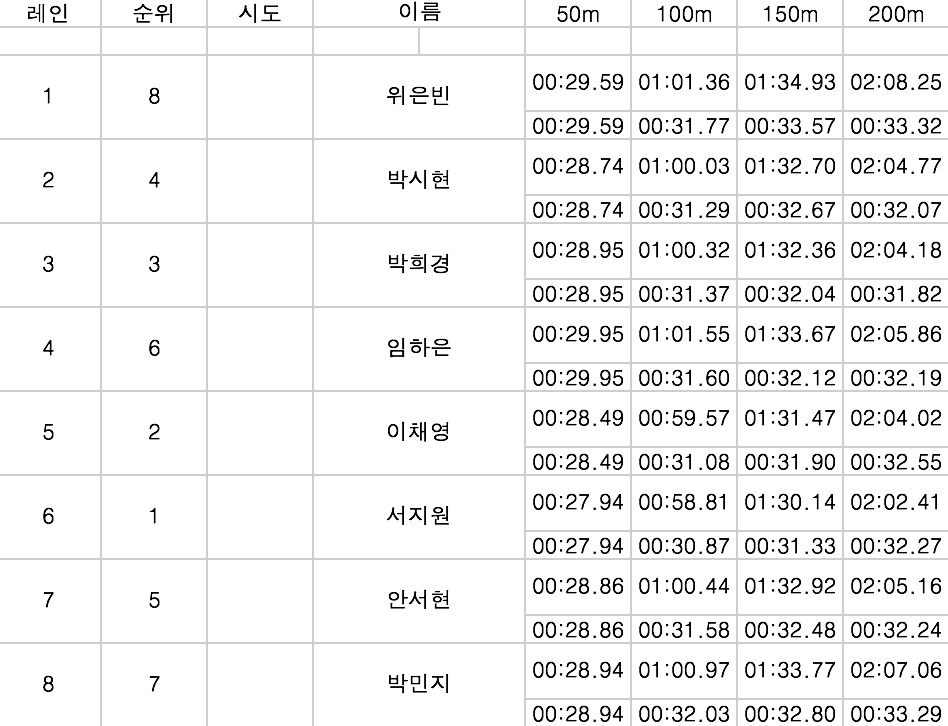 레인 순위 시도 이름 50m 100m 150m 200m
1 8 위은빈 00:29.59 01:01.36 01:34.93 02:08.25
00:29.59 00:31.77 00:33.57 00:33.32
2 4 박시현 00:28.74 01:00.03 01:32.70 02:04.77
00:28.74 00:31.29 00:32.67 00:32.07
3 3 박희경 00:28.95 01:00.32 01:32.36 02:04.18
00:28.95 00:31.37 00:32.04 00:31.82
4 6 임하은 00:29.95 01:01.55 01:33.67 02:05.86
00:29.95 00:31.60 00:32.12 00:32.19
5 2 이채영 00:28.49 00:59.57 01:31.47 02:04.02
00:28.49 00:31.08 00:31.90 00:32.55
6 1 서지원 00:27.94 00:58.81 01:30.14 02:02.41
00:27.94 00:30.87 00:31.33 00:32.27
7 5 안서현 00:28.86 01:00.44 01:32.92 02:05.16
00:28.86 00:31.58 00:32.48 00:32.24
8 7 박민지 00:28.94 01:00.97 01:33.77 02:07.06
00:28.94 00:32.03 00:32.80 00:33.29